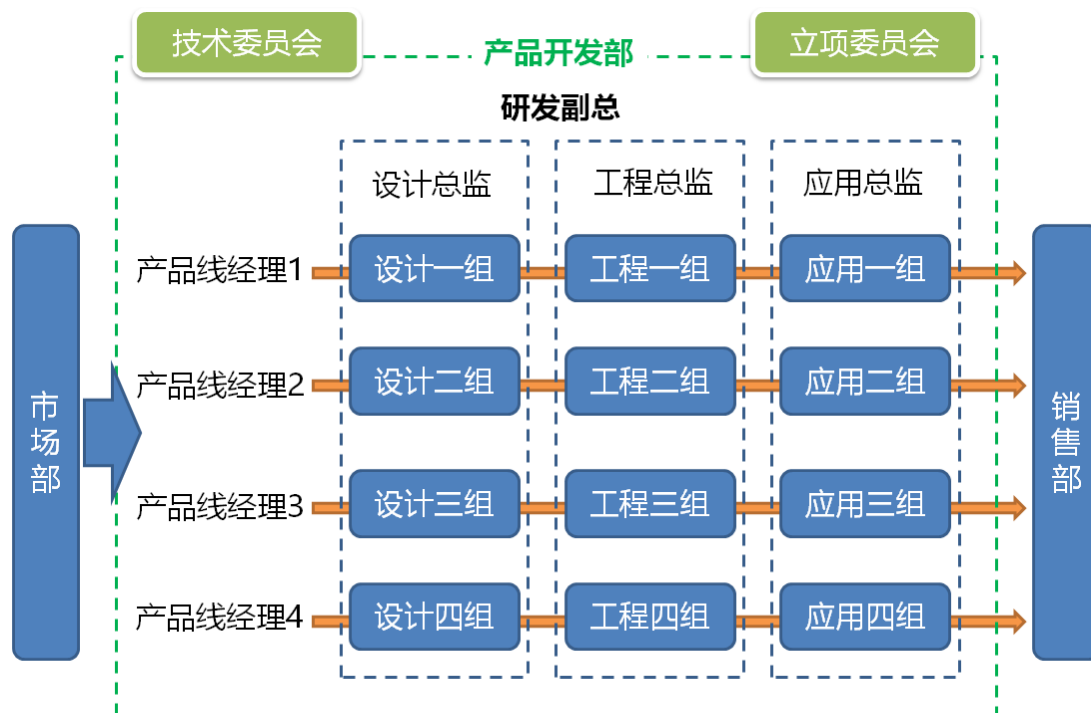 技术委员会
产品开发部
立项委员会
研发副总
设计总监
工程总监
应用总监
产品线经理1
设计一组
工程一组
应用一组
产品线经理2
设计二组
工程二组
应用二组
产品线经理3
设计三组
工程三组
应用三组
产品线经理4
设计四组
工程四组
应用四组
市场部
销售部